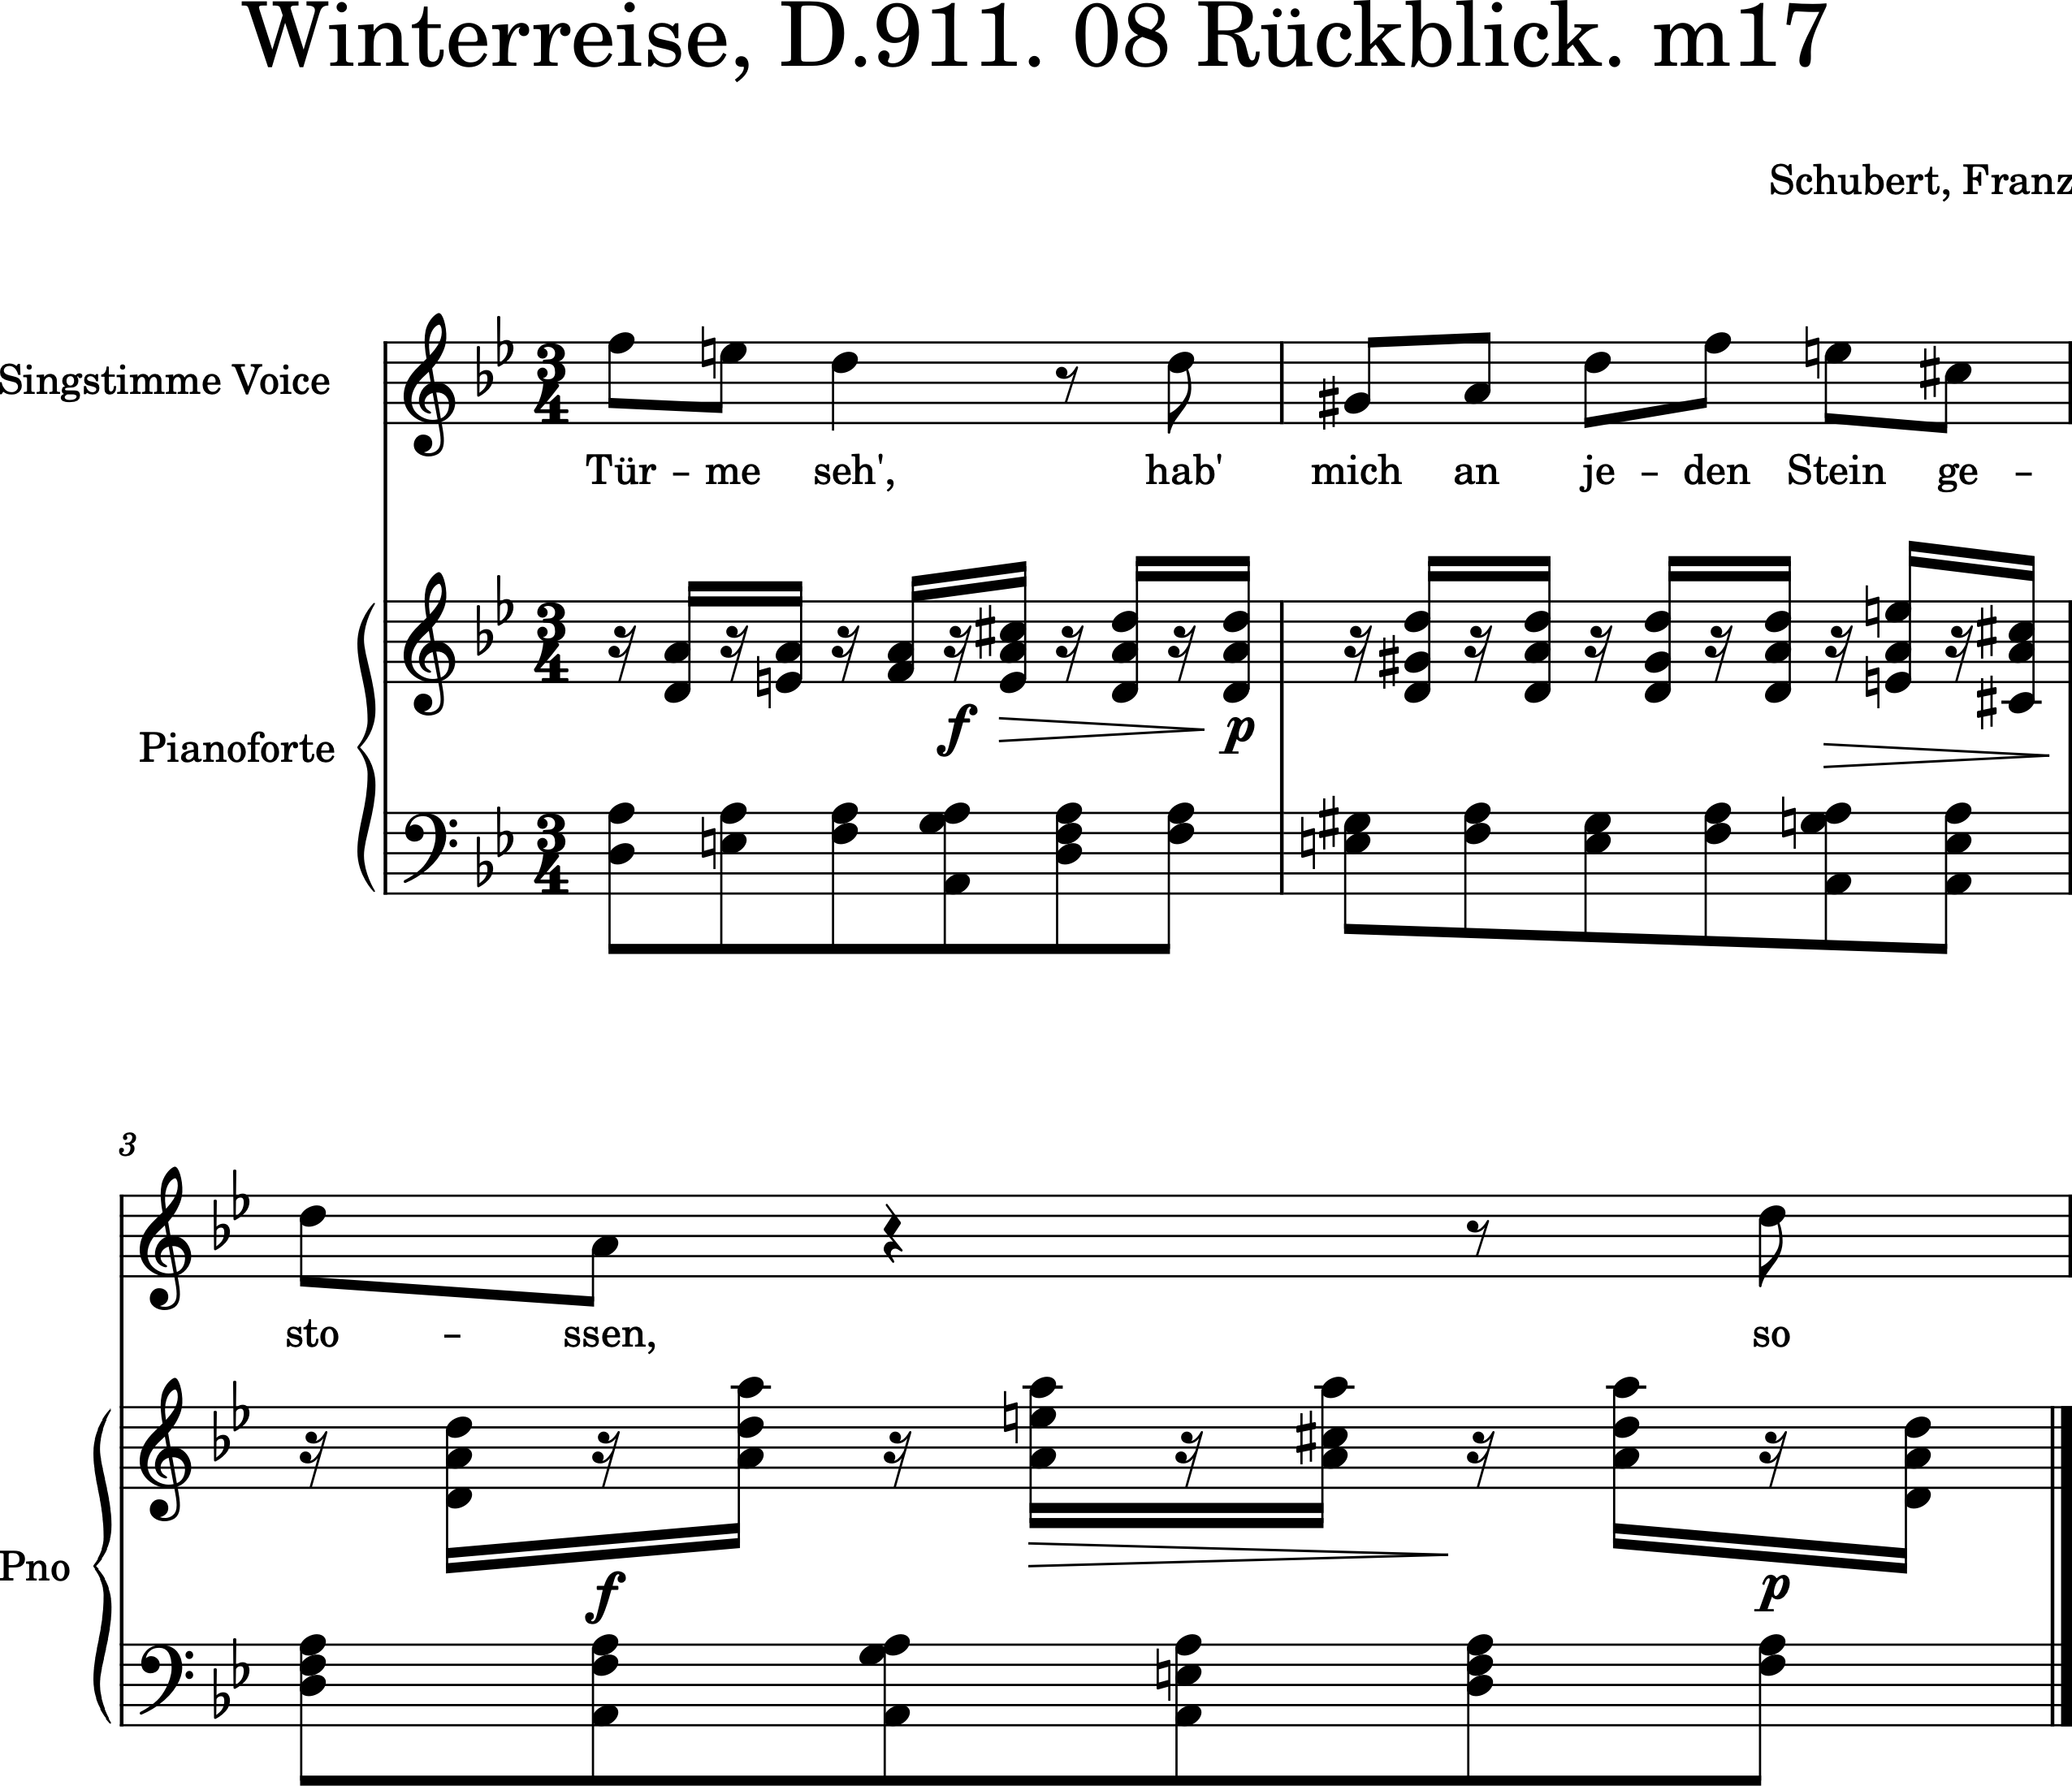 Winterreise, D.911. 08 Rückblick. m17
Schubert, Franz
Singstimme Voice
Tür – me seh', hab' mich an je – den Stein ge –
Pianoforte
f p
3
sto – ssen, so
Pno
f p